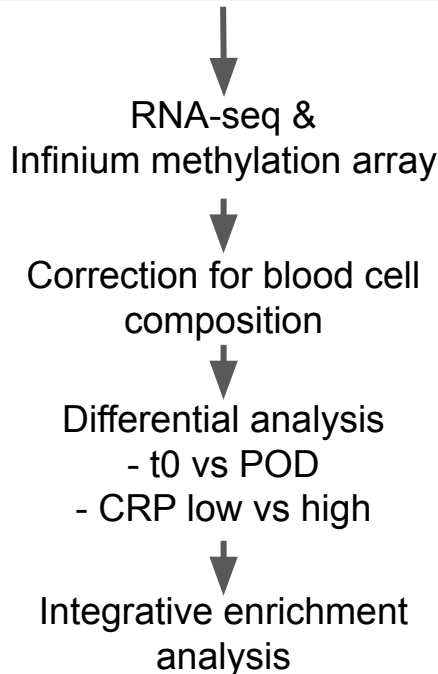 RNA-seq &
Infinium methylation array
Correction for blood cell
composition
Differential analysis
- t0 vs POD
- CRP low vs high
Integrative enrichment
analysis